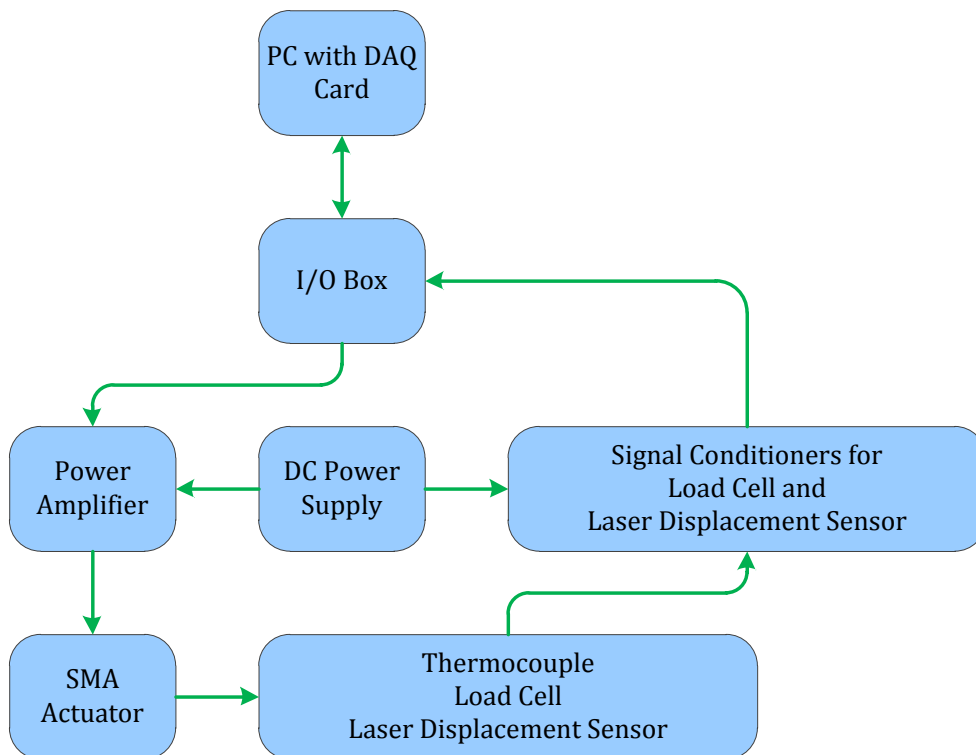 PC with DAQ
Card
I/O Box
Power
Amplifier
DC Power
Supply
Signal Conditioners for
Load Cell and
Laser Displacement Sensor
SMA
Actuator
Thermocouple
Load Cell
Laser Displacement Sensor